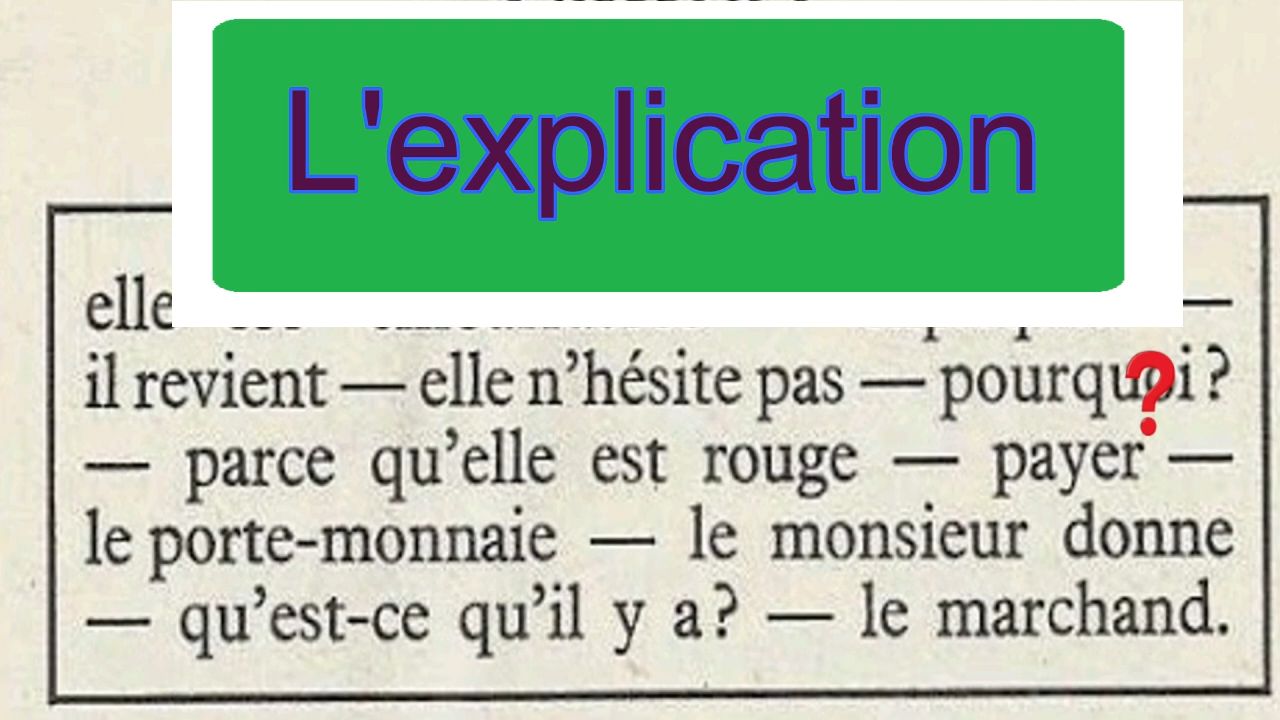 L'explication
elle
il revient — elle n'hésite pas — pourquoi ?
— parce qu'elle est rouge — payer —
le porte-monnaie — le monsieur donne
— qu'est-ce qu'il y a ? — le marchand.